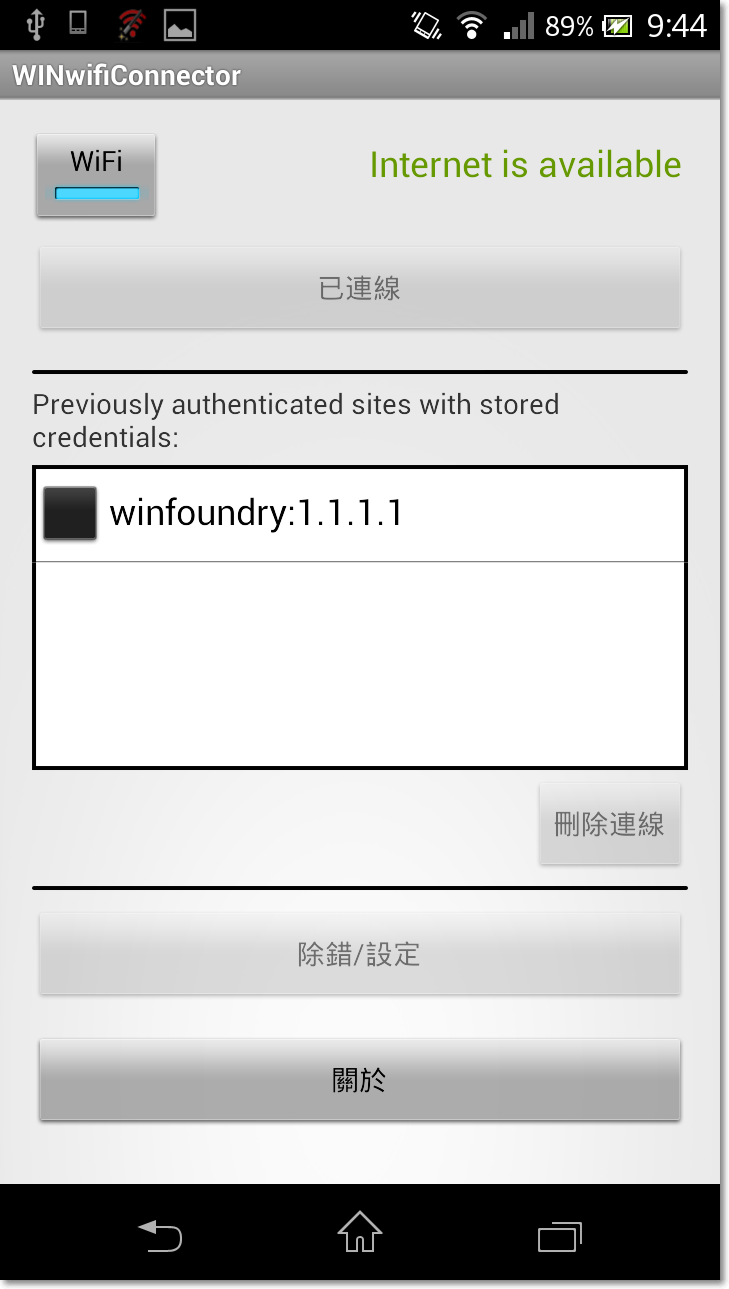 89% 9:44
WINwifiConnector
WiFi
Internet is available
已連線
Previously authenticated sites with stored
credentials:
winfoundry:1.1.1.1
刪除連線
除錯/設定
關於